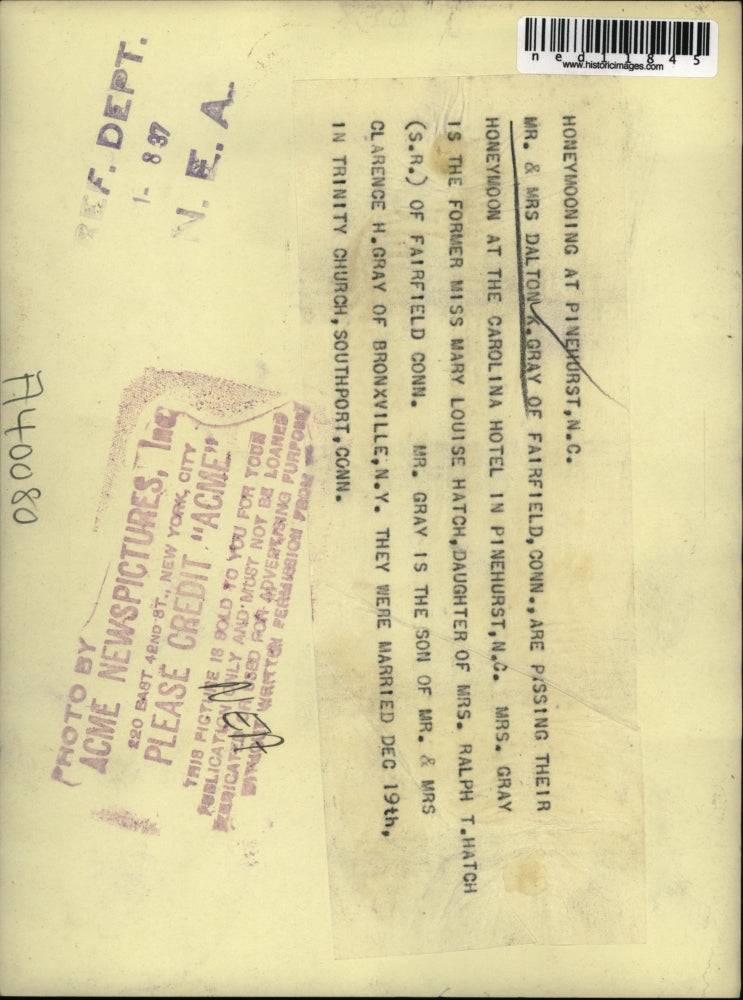 ned11845
www.historicimages.com
HONEYMOONING AT PINEHURST,N.C.
MR. & MRS DALTON K.GRAY OF FAIRFIELD,CONN.,ARE PASSING THEIR
HONEYMOON AT THE CAROLINA HOTEL IN PINEHURST,N.C. MRS. GRAY
IS THE FORMER MISS MARY LOUISE HATCH,DAUGHTER OF MRS. RALPH T.HATCH
(S.R.) OF FAIRFIELD CONN. MR. GRAY IS THE SON OF MR. & MRS
CLARENCE H.GRAY OF BRONXVILLE,N.Y. THEY WERE MARRIED DEC 19th,
IN TRINITY CHURCH,SOUTHPORT,CONN.
REF. DEPT.
1- 8 37
N. E. A.
PHOTO BY
ACME NEWSPICTURES, Inc.
220 EAST 42ND ST., NEW YORK, CITY
PLEASE CREDIT "ACME"
THIS PICTURE IS SOLD TO YOU FOR YOUR
PUBLICATION ONLY AND MUST NOT BE LOANED
USED FOR ADVERTISING PURPOSES
WITHOUT WRITTEN PERMISSION FROM
NEA
A40080